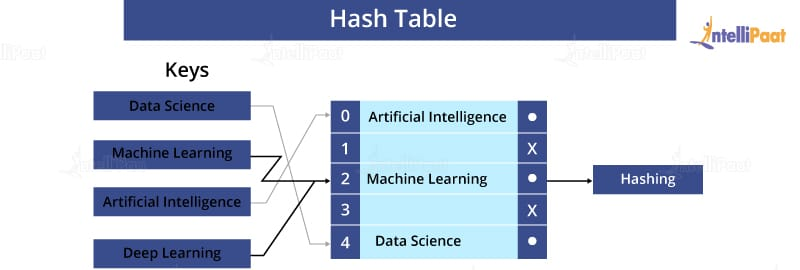 Hash Table
intelliPaat
Keys
Data Science
Machine Learning
Artificial Intelligence
Deep Learning
0 Artificial Intelligence
1 X
2 Machine Learning
3 X
4 Data Science
Hashing